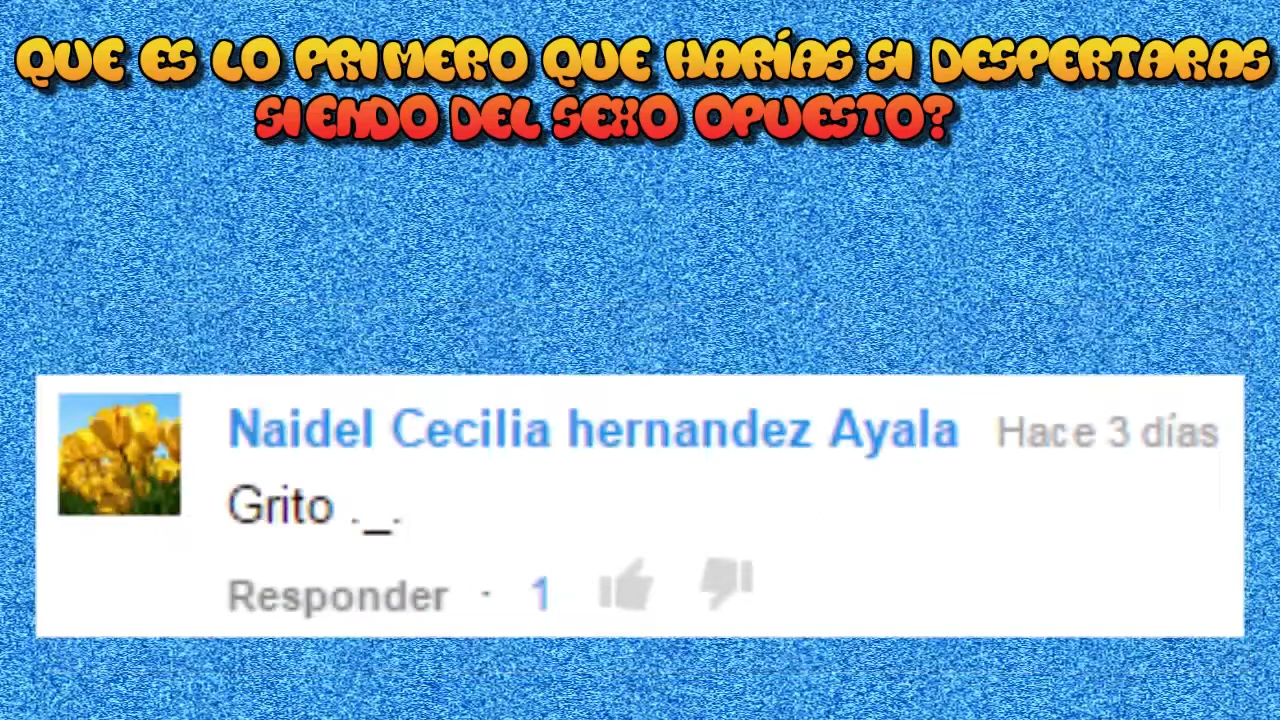 QUE ES LO PRIMERO QUE HARÍAS SI DESPERTARAS
SIENDO DEL SEXO OPUESTO?
Naidel Cecilia hernandez Ayala Hace 3 días
Grito ._.
Responder · 1